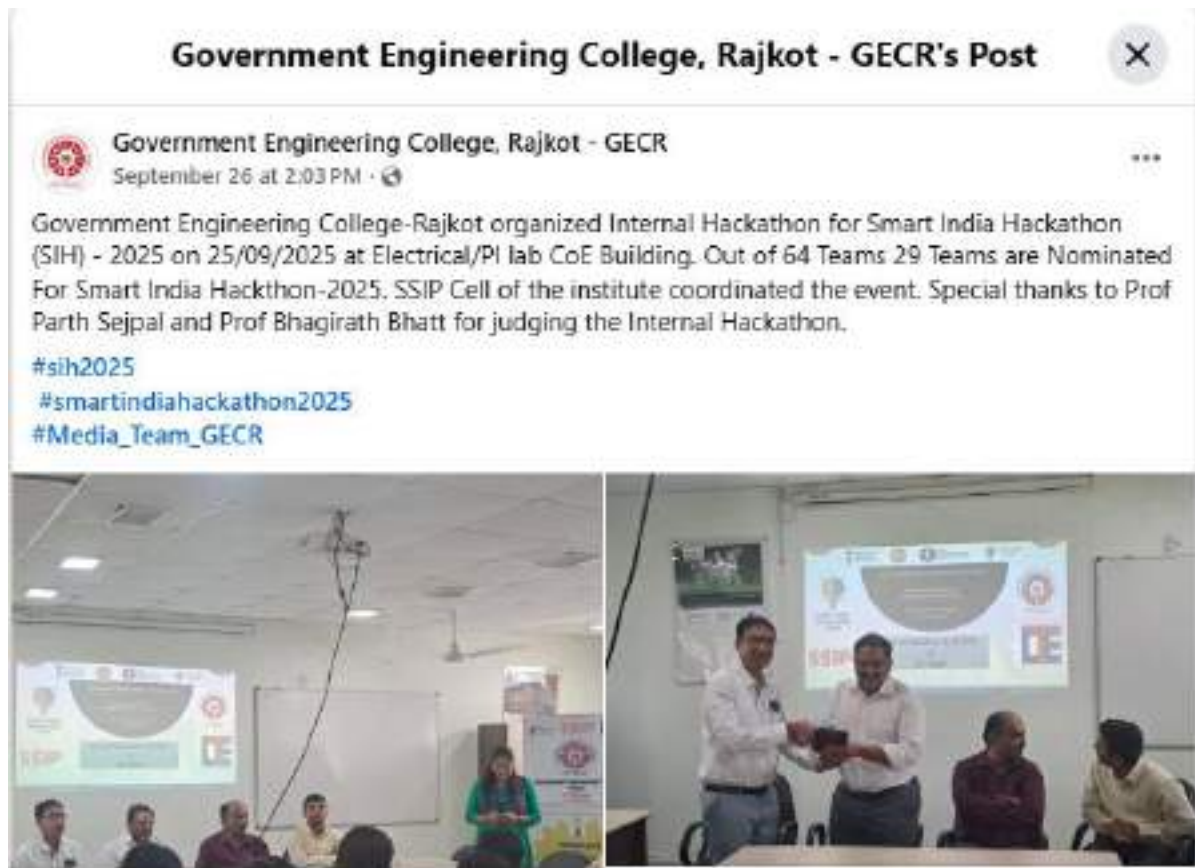 Government Engineering College, Rajkot - GECR's Post
Government Engineering College, Rajkot - GECR
September 26 at 2:03 PM ·
Government Engineering College-Rajkot organized Internal Hackathon for Smart India Hackathon
(SIH) - 2025 on 25/09/2025 at Electrical/PI lab CoE Building. Out of 64 Teams 29 Teams are Nominated
For Smart India Hackthon-2025. SSIP Cell of the institute coordinated the event. Special thanks to Prof
Parth Sejpal and Prof Bhagirath Bhatt for judging the Internal Hackathon.
#sih2025
#smartindiahackathon2025
#Media_Team_GECR
SSIP
SSIP